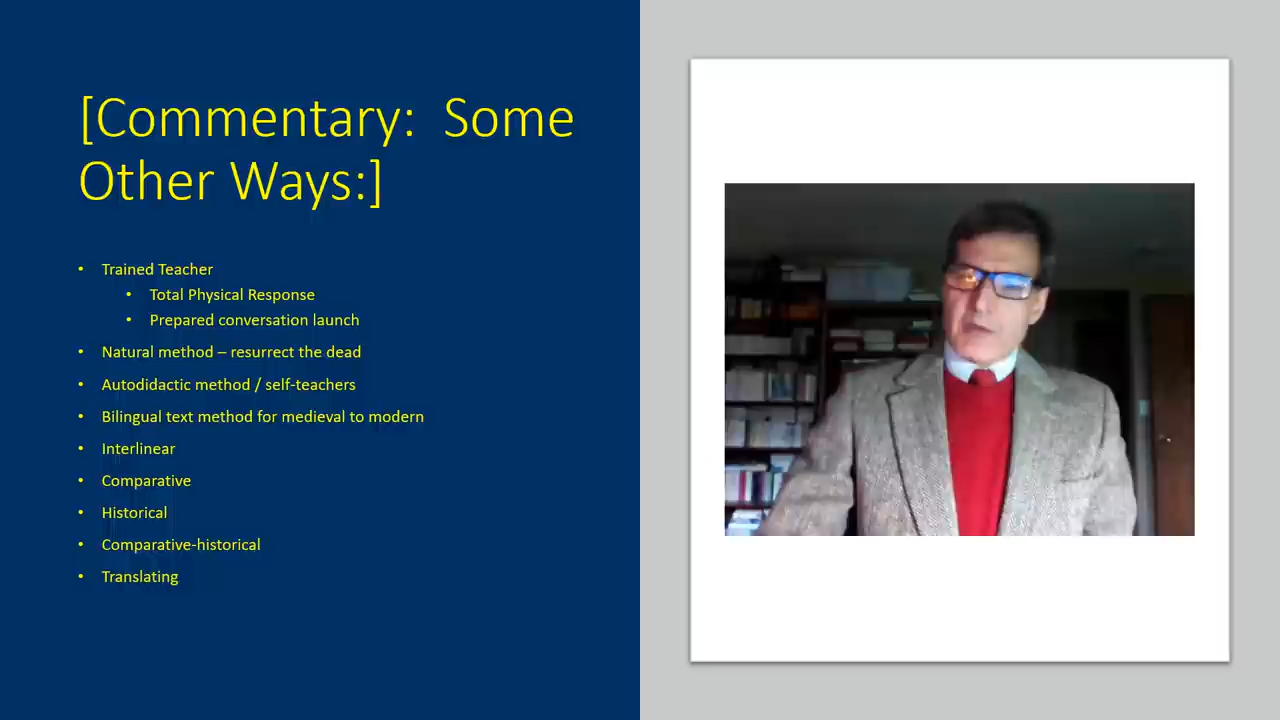 [Commentary:  Some
Other Ways:]
• Trained Teacher
• Total Physical Response
• Prepared conversation launch
• Natural method – resurrect the dead
• Autodidactic method / self-teachers
• Bilingual text method for medieval to modern
• Interlinear
• Comparative
• Historical
• Comparative-historical
• Translating